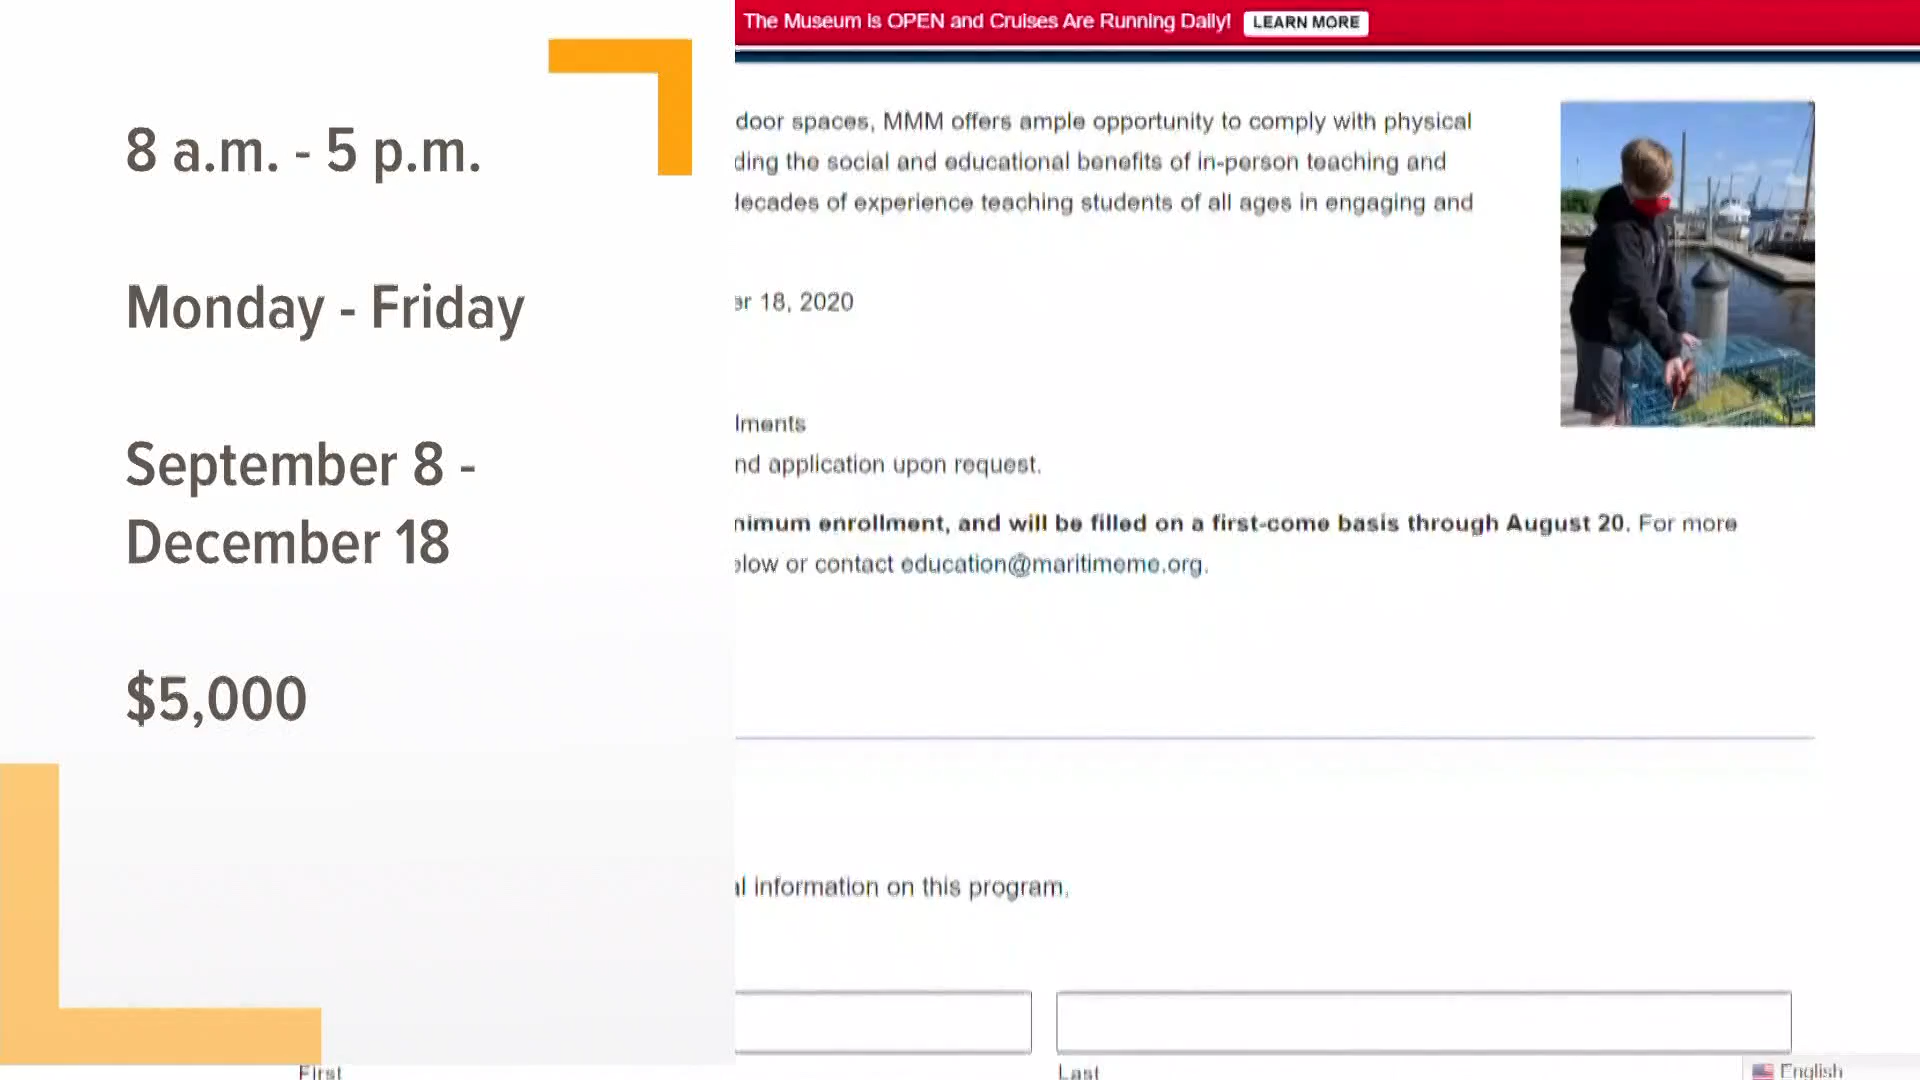 8 a.m. - 5 p.m.
Monday - Friday
September 8 -
December 18
$5,000
The Museum is OPEN and Cruises Are Running Daily!
LEARN MORE
door spaces, MMM offers ample opportunity to comply with physical
ding the social and educational benefits of in-person teaching and
decades of experience teaching students of all ages in engaging and
er 18, 2020
lments
nd application upon request.
nimum enrollment, and will be filled on a first-come basis through August 20. For more
elow or contact education@maritimeme.org.
al information on this program.
First
Last
English